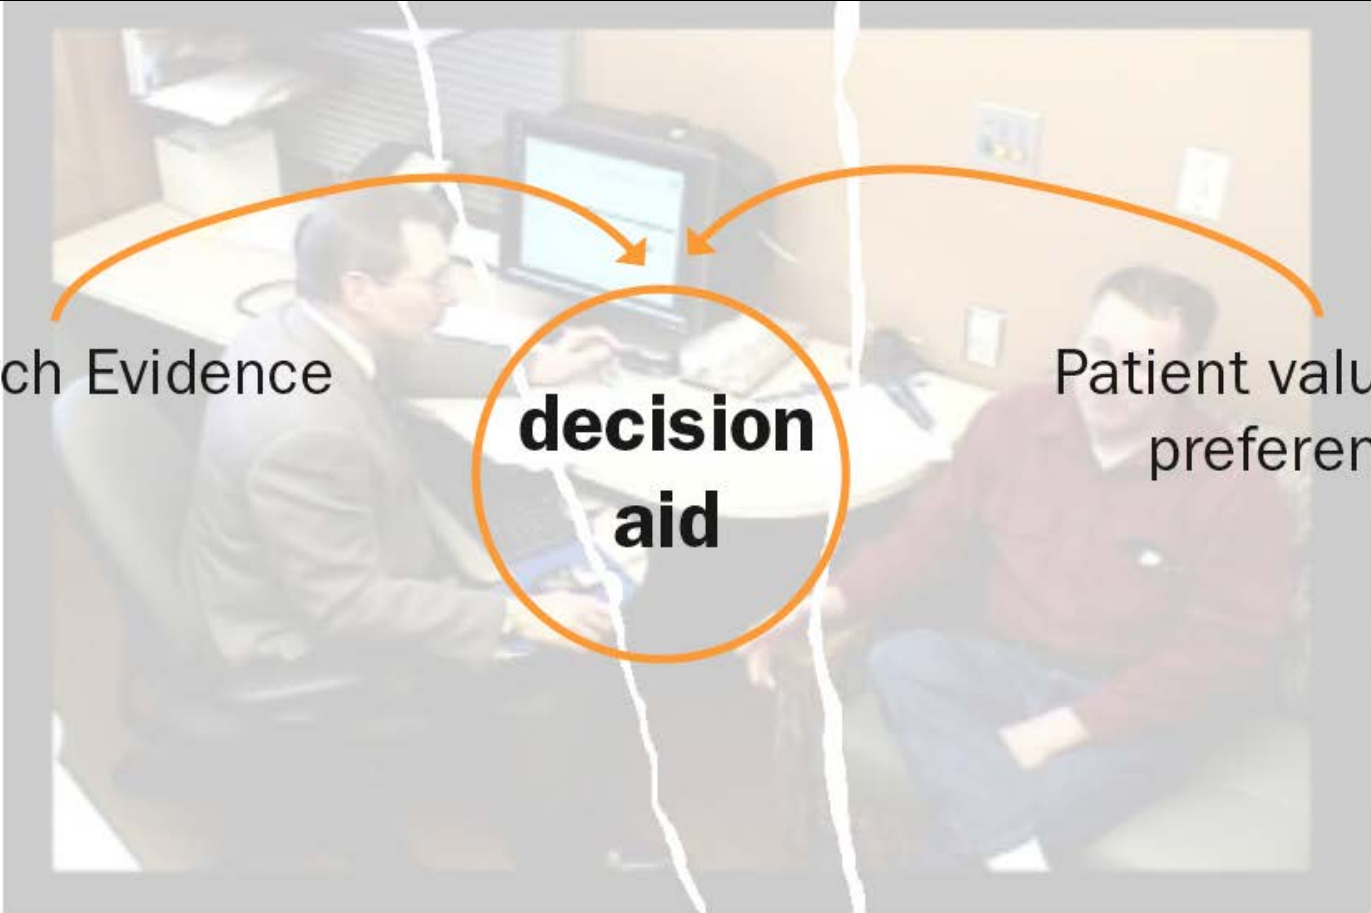 ch Evidence
decision
aid
Patient valu
preferen